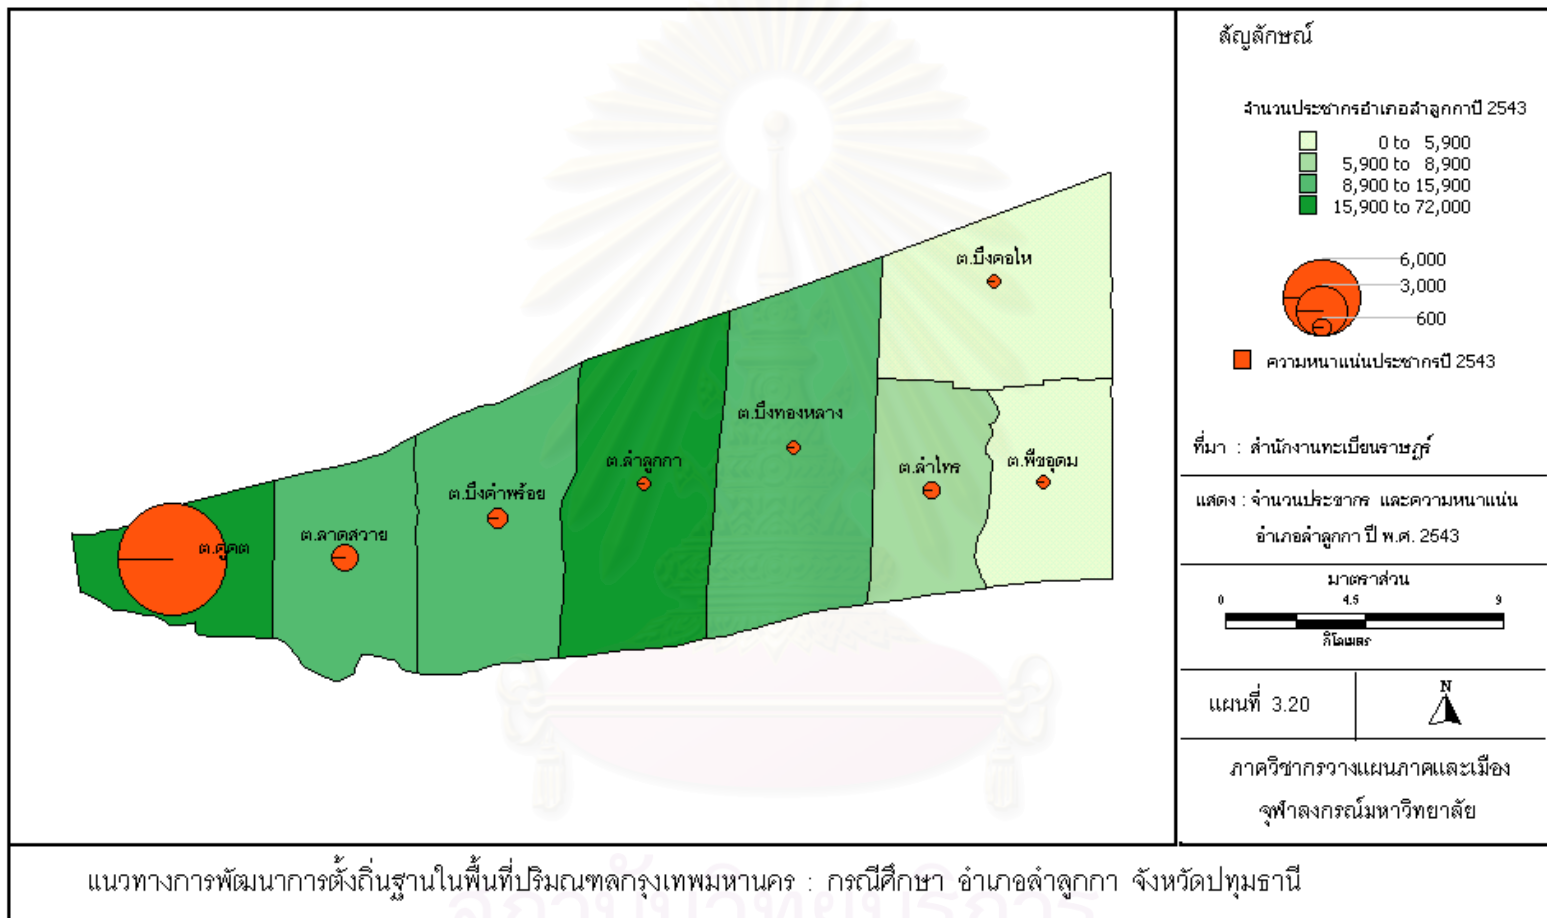 ต.บึงคอไห
ต.บึงทองหลาง
ต.ลำลูกกา
ต.ลำไทร
ต.พืชอุดม
ต.บึงคำพร้อย
ต.ลาดสวาย
ต.คูคต
สัญลักษณ์
จำนวนประชากรอำเภอลำลูกกาปี 2543
0 to 5,900
5,900 to 8,900
8,900 to 15,900
15,900 to 72,000
6,000
3,000
600
ความหนาแน่นประชากรปี 2543
ที่มา : สำนักงานทะเบียนราษฎร์
แสดง : จำนวนประชากร และความหนาแน่น
อำเภอลำลูกกา ปี พ.ศ. 2543
มาตราส่วน
0 4.5 9
กิโลเมตร
แผนที่ 3.20
N
ภาควิชาการวางแผนภาคและเมือง
จุฬาลงกรณ์มหาวิทยาลัย
แนวทางการพัฒนาการตั้งถิ่นฐานในพื้นที่ปริมณฑลกรุงเทพมหานคร : กรณีศึกษา อำเภอลำลูกกา จังหวัดปทุมธานี
สถาบันวิทยบริการ